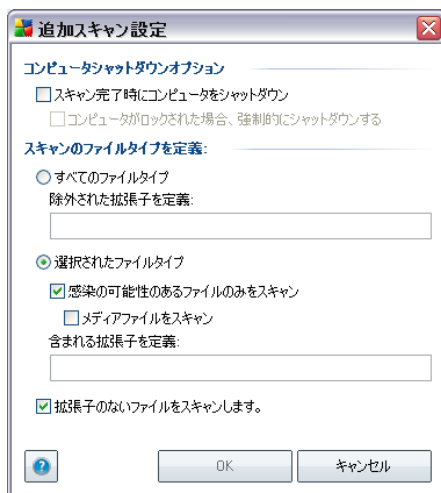 追加スキャン設定
コンピュータシャットダウンオプション
スキャン完了時にコンピュータをシャットダウン
コンピュータがロックされた場合、強制的にシャットダウンする
スキャンのファイルタイプを定義:
すべてのファイルタイプ
除外された拡張子を定義:
選択されたファイルタイプ
感染の可能性のあるファイルのみをスキャン
メディアファイルをスキャン
含まれる拡張子を定義:
拡張子のないファイルをスキャンします。
?
OK
キャンセル